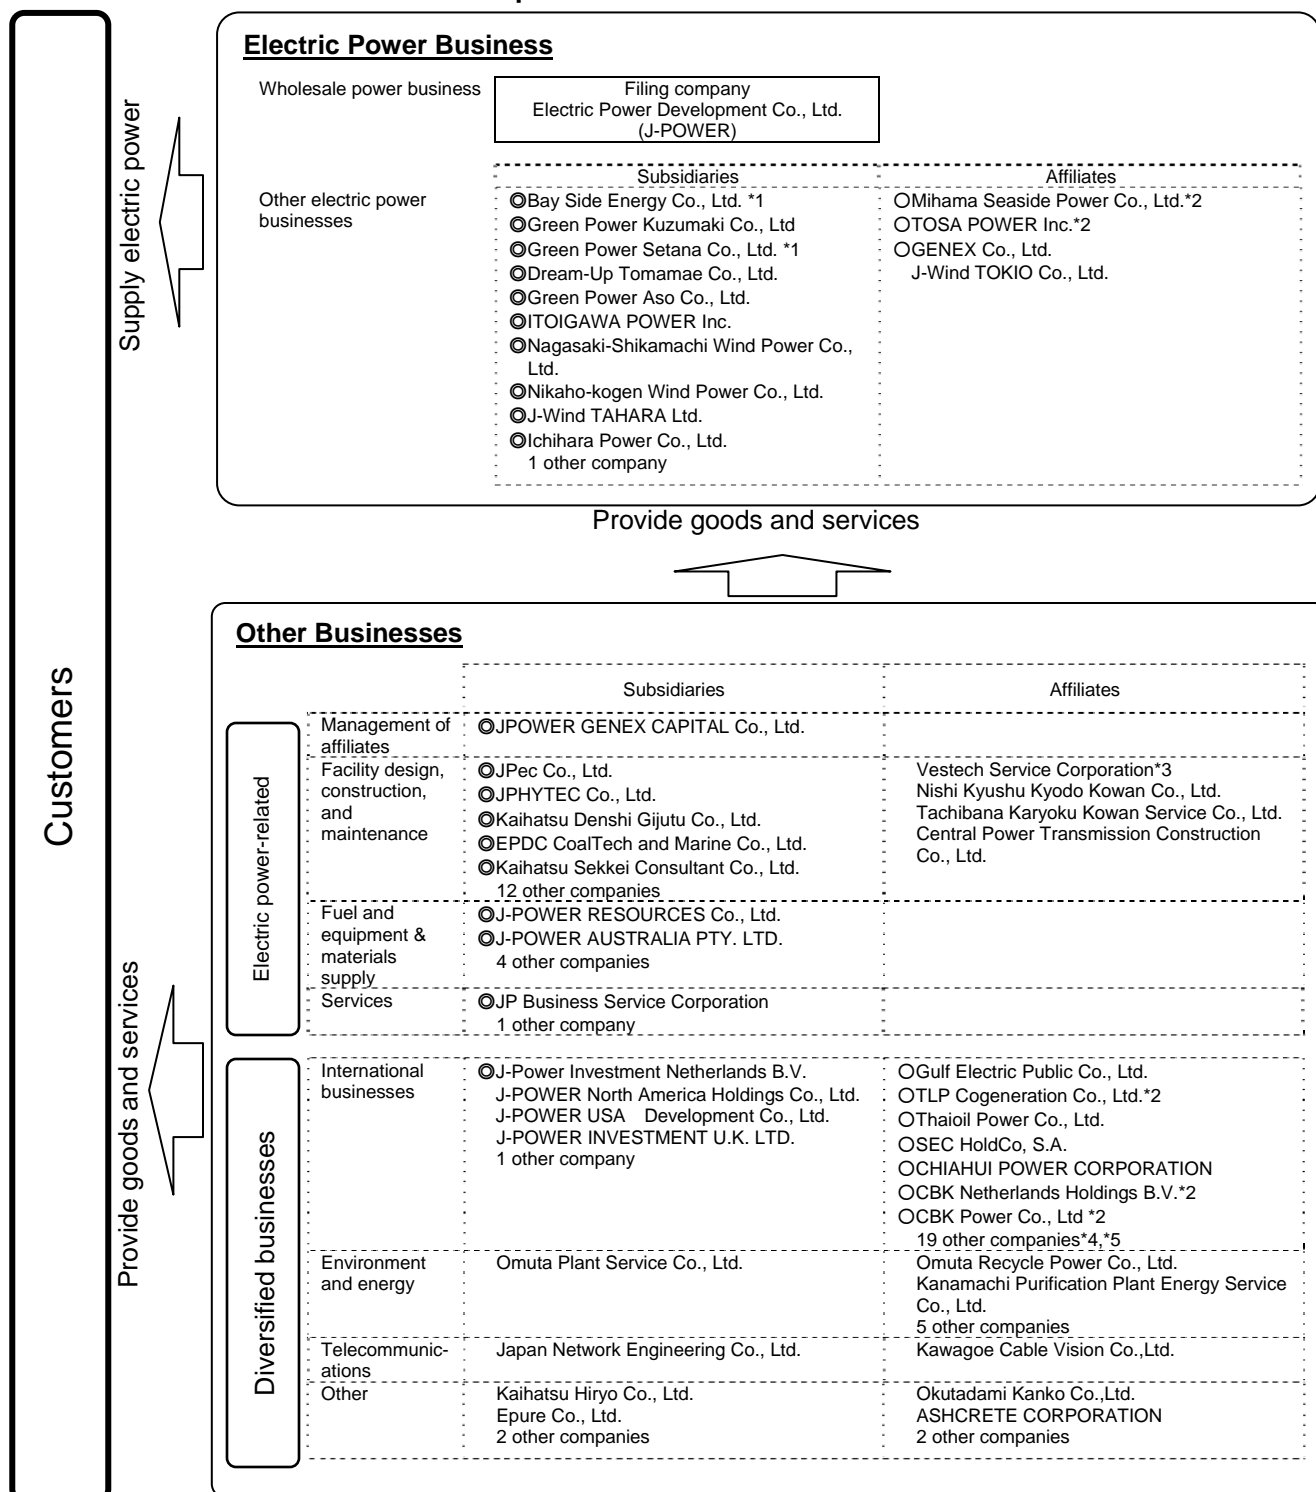 Electric Power Business
Wholesale power business
Filing company
Electric Power Development Co., Ltd.
(J-POWER)
Supply electric power
Subsidiaries
Affiliates
Other electric power
businesses
◎Bay Side Energy Co., Ltd. *1
◎Green Power Kuzumaki Co., Ltd
◎Green Power Setana Co., Ltd. *1
◎Dream-Up Tomamae Co., Ltd.
◎Green Power Aso Co., Ltd.
◎ITOIGAWA POWER Inc.
◎Nagasaki-Shikamachi Wind Power Co.,
Ltd.
◎Nikaho-kogen Wind Power Co., Ltd.
◎J-Wind TAHARA Ltd.
◎Ichihara Power Co., Ltd.
1 other company
○Mihama Seaside Power Co., Ltd.*2
○TOSA POWER Inc.*2
○GENEX Co., Ltd.
J-Wind TOKIO Co., Ltd.
Provide goods and services
Customers
Other Businesses
Subsidiaries
Affiliates
Electric power-related
Management of
affiliates
◎JPOWER GENEX CAPITAL Co., Ltd.
Facility design,
construction,
and
maintenance
◎JPec Co., Ltd.
◎JPHYTEC Co., Ltd.
◎Kaihatsu Denshi Gijutu Co., Ltd.
◎EPDC CoalTech and Marine Co., Ltd.
◎Kaihatsu Sekkei Consultant Co., Ltd.
12 other companies
Vestech Service Corporation*3
Nishi Kyushu Kyodo Kowan Co., Ltd.
Tachibana Karyoku Kowan Service Co., Ltd.
Central Power Transmission Construction
Co., Ltd.
Fuel and
equipment &
materials
supply
◎J-POWER RESOURCES Co., Ltd.
◎J-POWER AUSTRALIA PTY. LTD.
4 other companies
Services
◎JP Business Service Corporation
1 other company
Provide goods and services
Diversified businesses
International
businesses
◎J-Power Investment Netherlands B.V.
J-POWER North America Holdings Co., Ltd.
J-POWER USA Development Co., Ltd.
J-POWER INVESTMENT U.K. LTD.
1 other company
○Gulf Electric Public Co., Ltd.
○TLP Cogeneration Co., Ltd.*2
○Thaioil Power Co., Ltd.
○SEC HoldCo, S.A.
○CHIAHUI POWER CORPORATION
○CBK Netherlands Holdings B.V.*2
○CBK Power Co., Ltd *2
19 other companies*4,*5
Environment
and energy
Omuta Plant Service Co., Ltd.
Omuta Recycle Power Co., Ltd.
Kanamachi Purification Plant Energy Service
Co., Ltd.
5 other companies
Telecommunic-
ations
Japan Network Engineering Co., Ltd.
Kawagoe Cable Vision Co.,Ltd.
Other
Kaihatsu Hiryo Co., Ltd.
Epure Co., Ltd.
2 other companies
Okutadami Kanko Co.,Ltd.
ASHCRETE CORPORATION
2 other companies